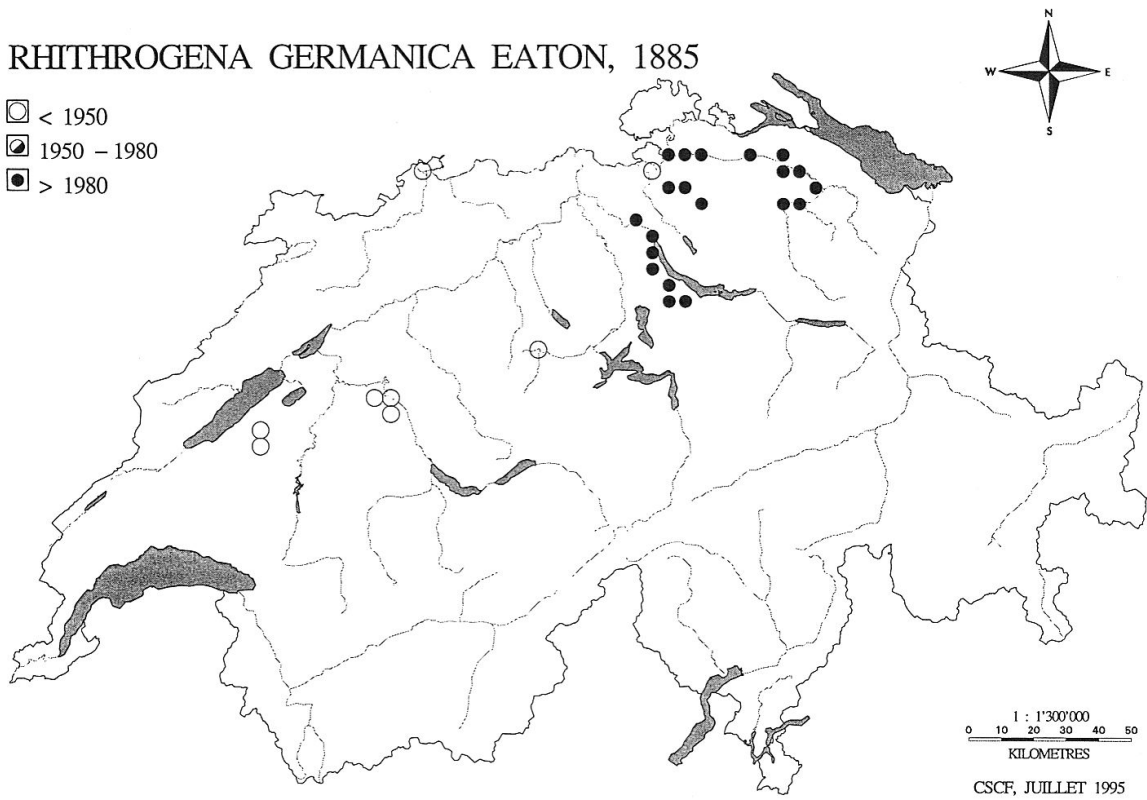 N
RHITHROGENA GERMANICA EATON, 1885
W E
S
< 1950
1950 – 1980
> 1980
1 : 1'300'000
0 10 20 30 40 50
KILOMETRES
CSCF, JUILLET 1995